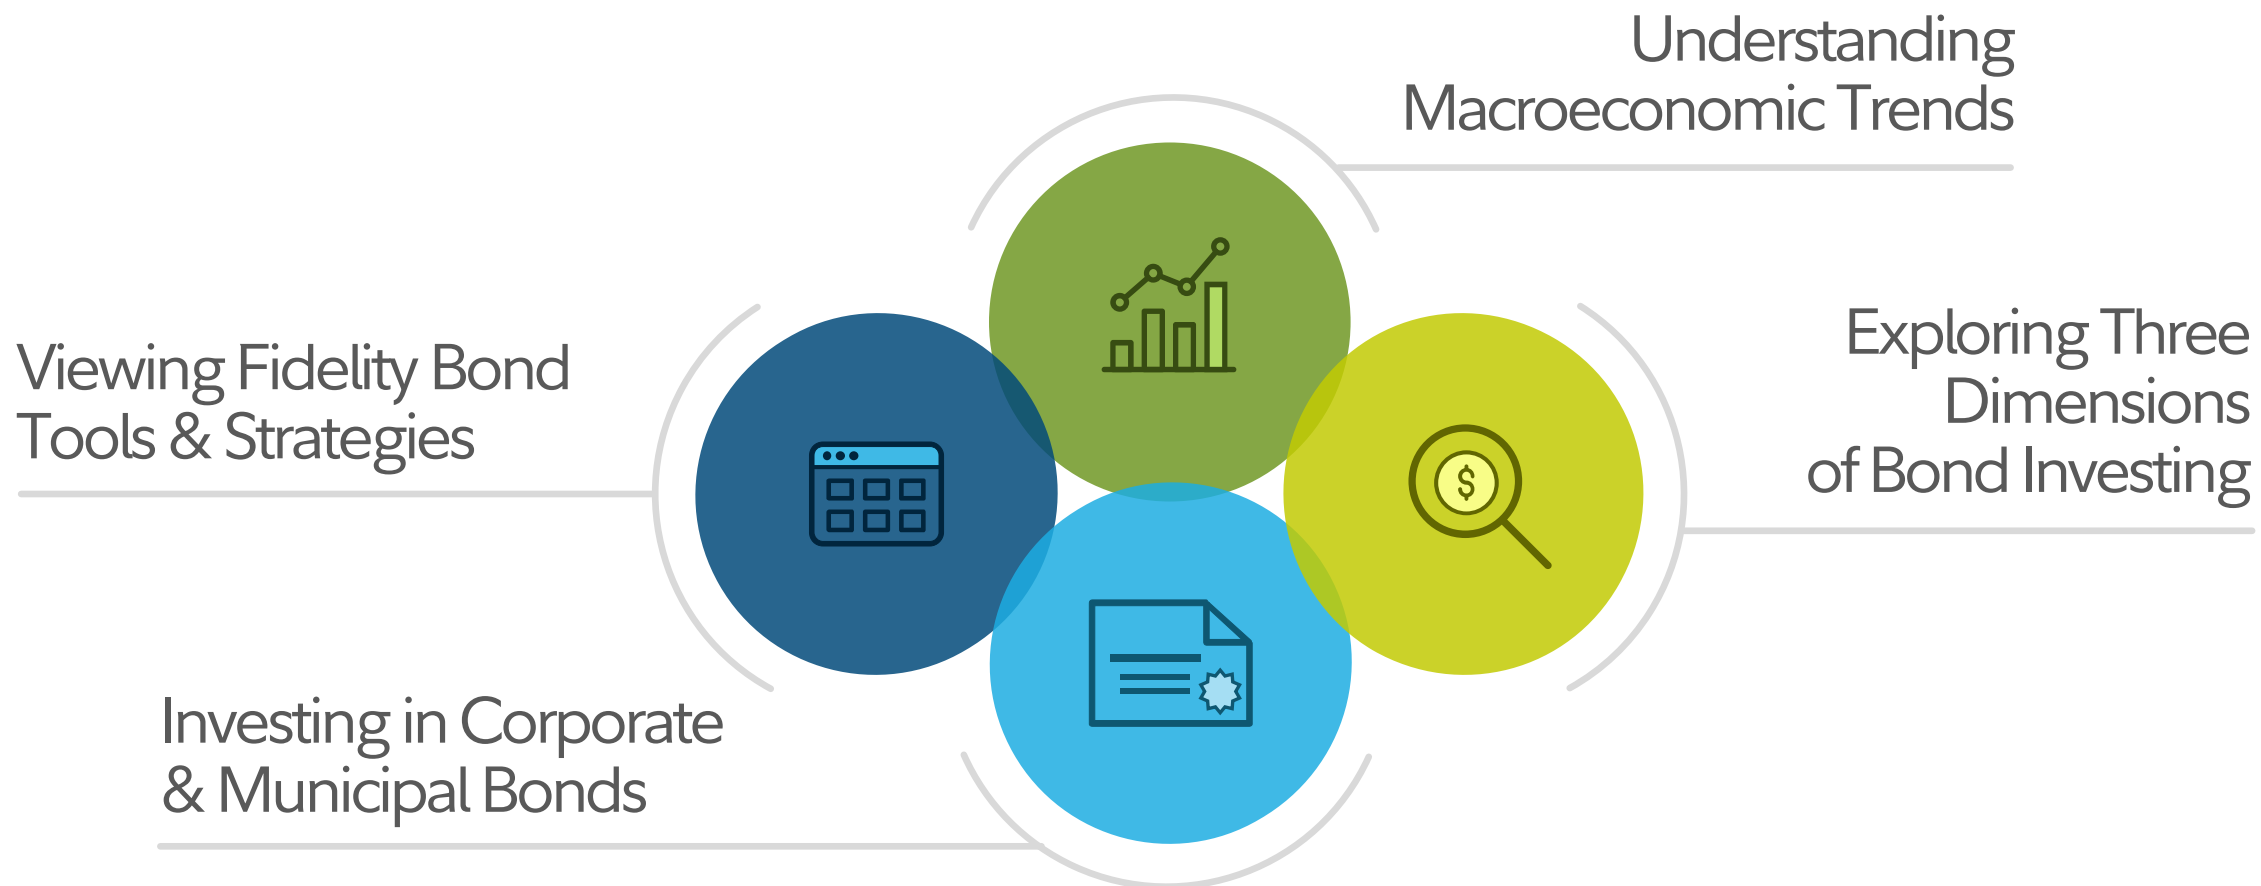 Understanding
Macroeconomic Trends
Exploring Three
Dimensions
of Bond Investing
Viewing Fidelity Bond
Tools & Strategies
$
Investing in Corporate
& Municipal Bonds